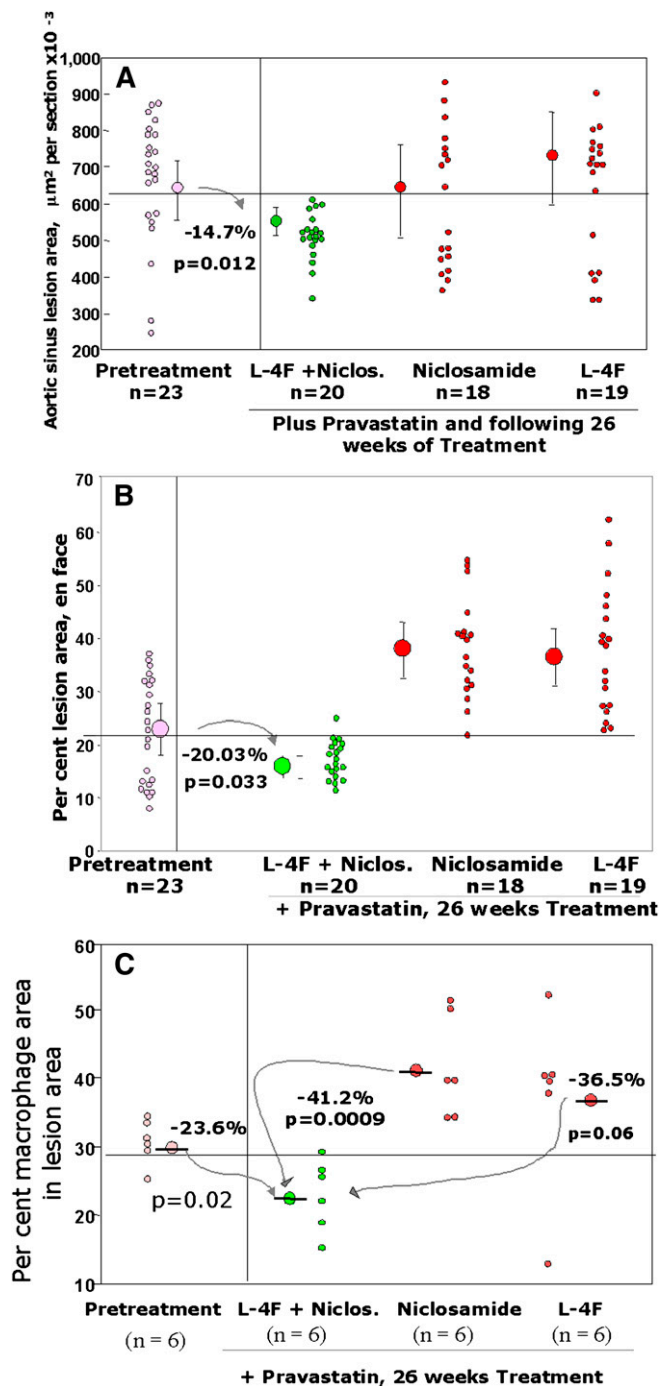 A
Aortic sinus lesion area, μm² per section x10 ⁻³
1,000
900
800
700
600
500
400
300
200
-14.7%
p=0.012
Pretreatment
n=23
L-4F +Niclos.
n=20
Niclosamide
n=18
L-4F
n=19
Plus Pravastatin and following 26
weeks of Treatment
B
Per cent lesion area, en face
70
60
50
40
30
20
10
0
-20.03%
p=0.033
Pretreatment
n=23
L-4F + Niclos.
n=20
Niclosamide
n=18
L-4F
n=19
+ Pravastatin, 26 weeks Treatment
C
Per cent macrophage area
in lesion area
60
50
40
30
20
10
-23.6%
p=0.02
-41.2%
p=0.0009
-36.5%
p=0.06
Pretreatment
(n = 6)
L-4F + Niclos.
(n = 6)
Niclosamide
(n = 6)
L-4F
(n = 6)
+ Pravastatin, 26 weeks Treatment